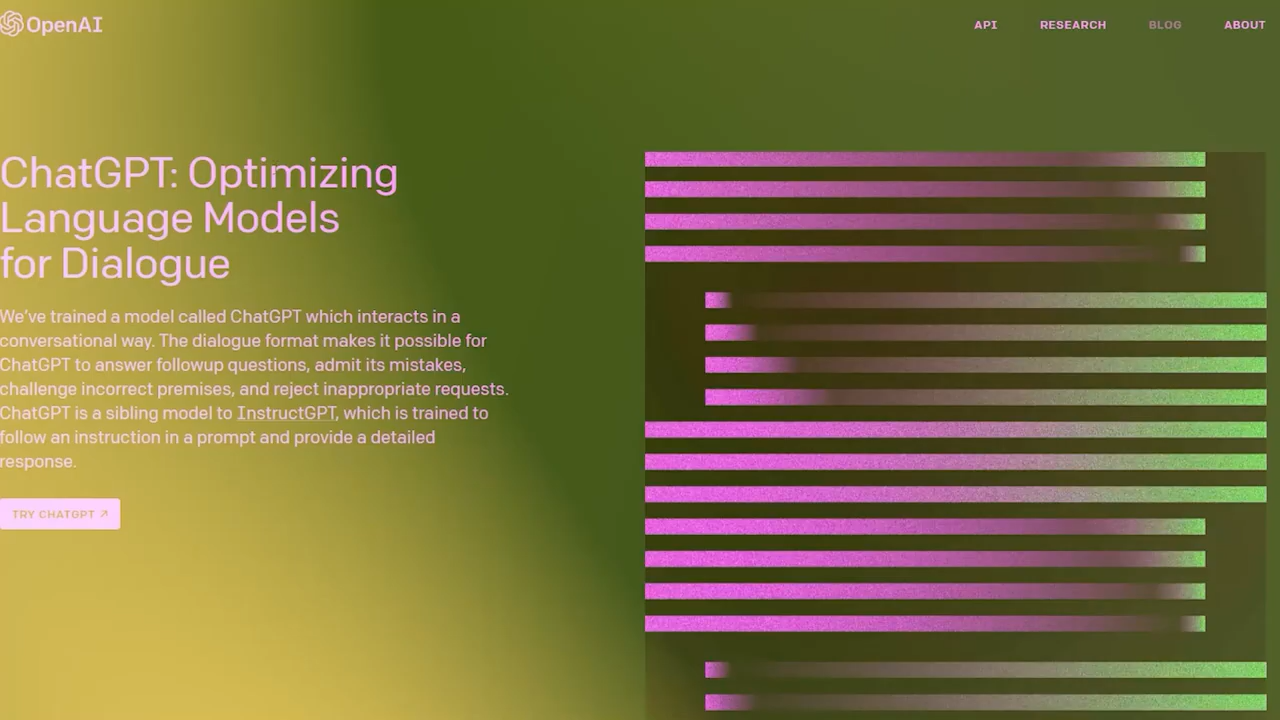 OpenAI
API RESEARCH BLOG ABOUT
ChatGPT: Optimizing
Language Models
for Dialogue
We've trained a model called ChatGPT which interacts in a
conversational way. The dialogue format makes it possible for
ChatGPT to answer followup questions, admit its mistakes,
challenge incorrect premises, and reject inappropriate requests.
ChatGPT is a sibling model to InstructGPT, which is trained to
follow an instruction in a prompt and provide a detailed
response.
TRY CHATGPT ↗